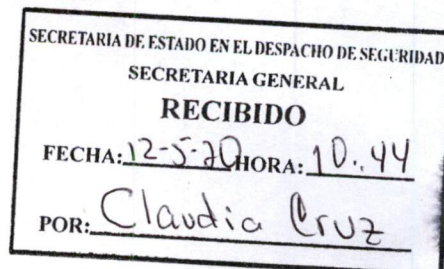 SECRETARIA DE ESTADO EN EL DESPACHO DE SEGURIDAD
SECRETARIA GENERAL
RECIBIDO
FECHA: 12-5-20 HORA: 10:44
POR: Claudia Cruz